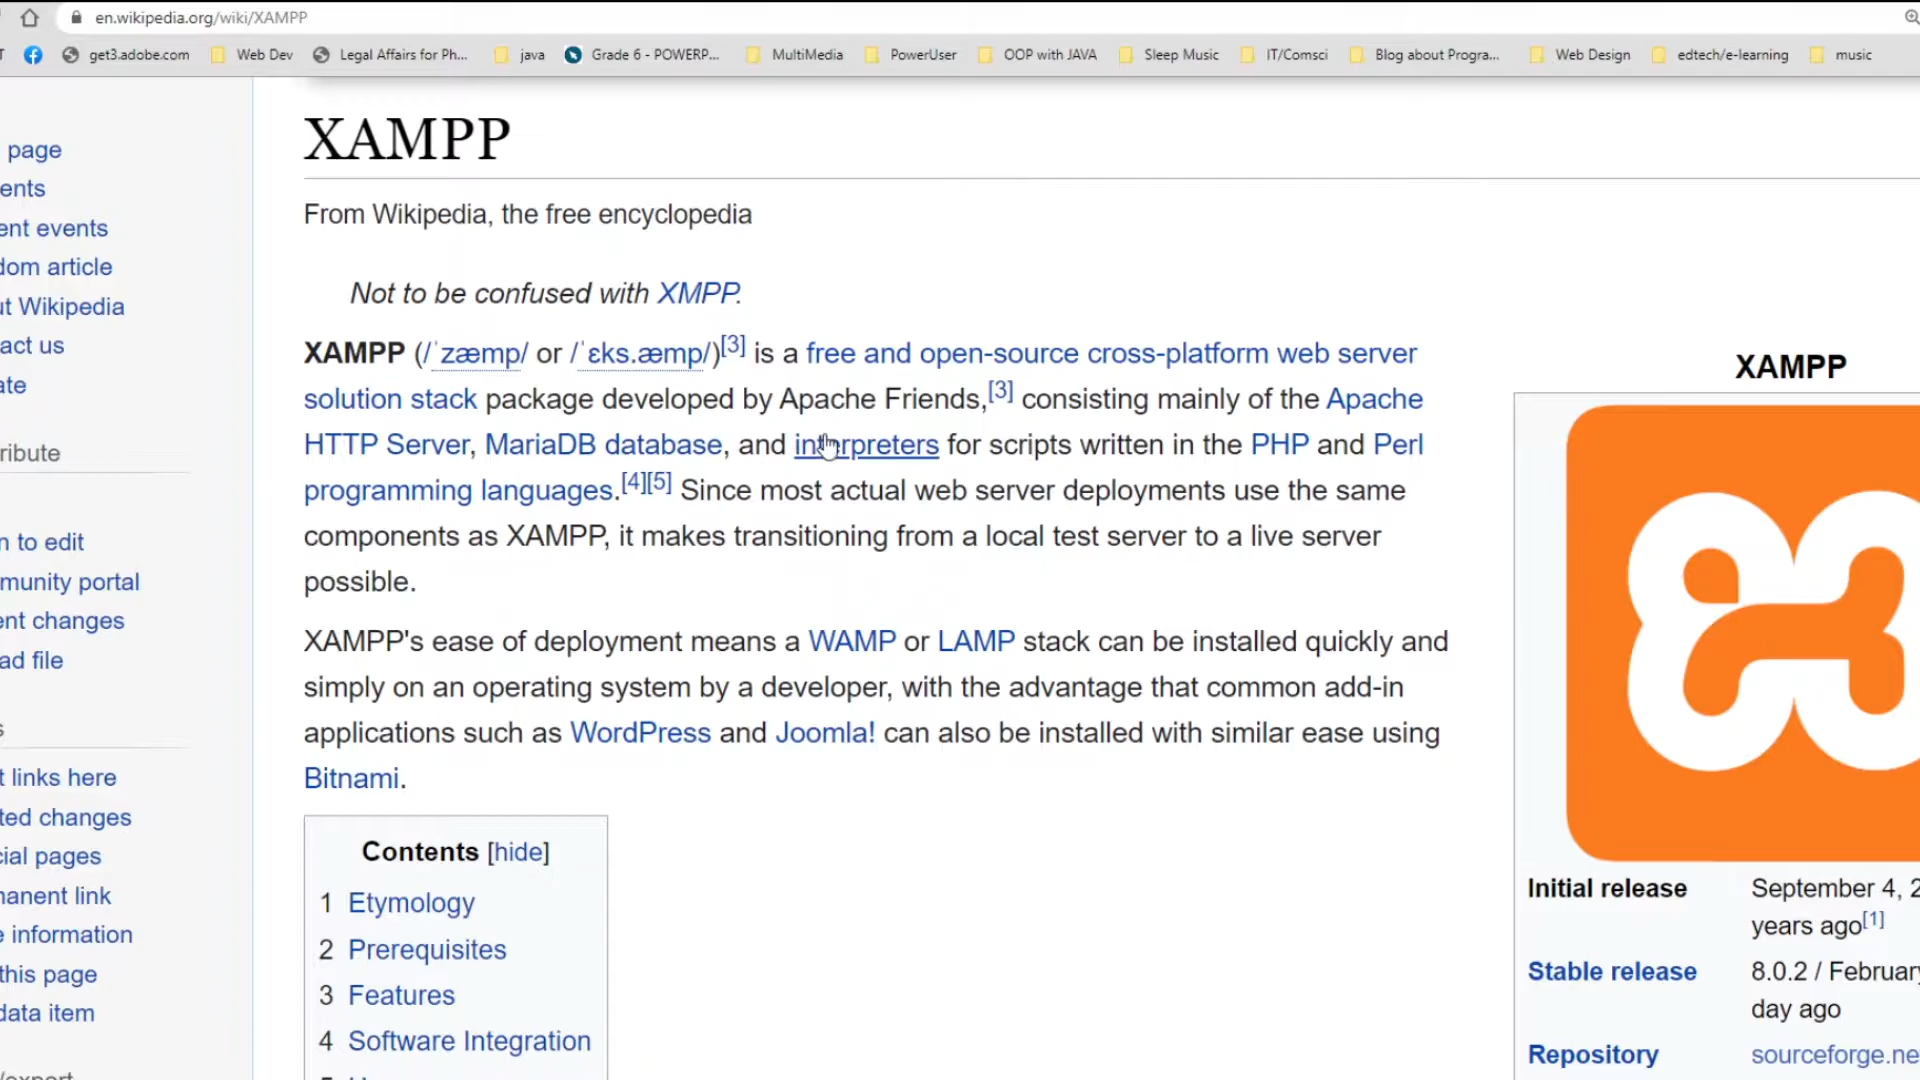 en.wikipedia.org/wiki/XAMPP
get3.adobe.com Web Dev Legal Affairs for Ph... java Grade 6 - POWERP... MultiMedia PowerUser OOP with JAVA Sleep Music IT/Comsci Blog about Progra... Web Design edtech/e-learning music
page
ents
ent events
dom article
ut Wikipedia
act us
ate
ribute
n to edit
munity portal
ent changes
ad file
s
t links here
ted changes
cial pages
manent link
e information
this page
data item
/export
XAMPP
From Wikipedia, the free encyclopedia
Not to be confused with XMPP.
XAMPP (/ˈzæmp/ or /ˈɛks.æmp/)[3] is a free and open-source cross-platform web server
solution stack package developed by Apache Friends,[3] consisting mainly of the Apache
HTTP Server, MariaDB database, and interpreters for scripts written in the PHP and Perl
programming languages.[4][5] Since most actual web server deployments use the same
components as XAMPP, it makes transitioning from a local test server to a live server
possible.
XAMPP's ease of deployment means a WAMP or LAMP stack can be installed quickly and
simply on an operating system by a developer, with the advantage that common add-in
applications such as WordPress and Joomla! can also be installed with similar ease using
Bitnami.
Contents [hide]
1 Etymology
2 Prerequisites
3 Features
4 Software Integration
XAMPP
Initial release September 4, 2
years ago[1]
Stable release 8.0.2 / February
day ago
Repository sourceforge.ne